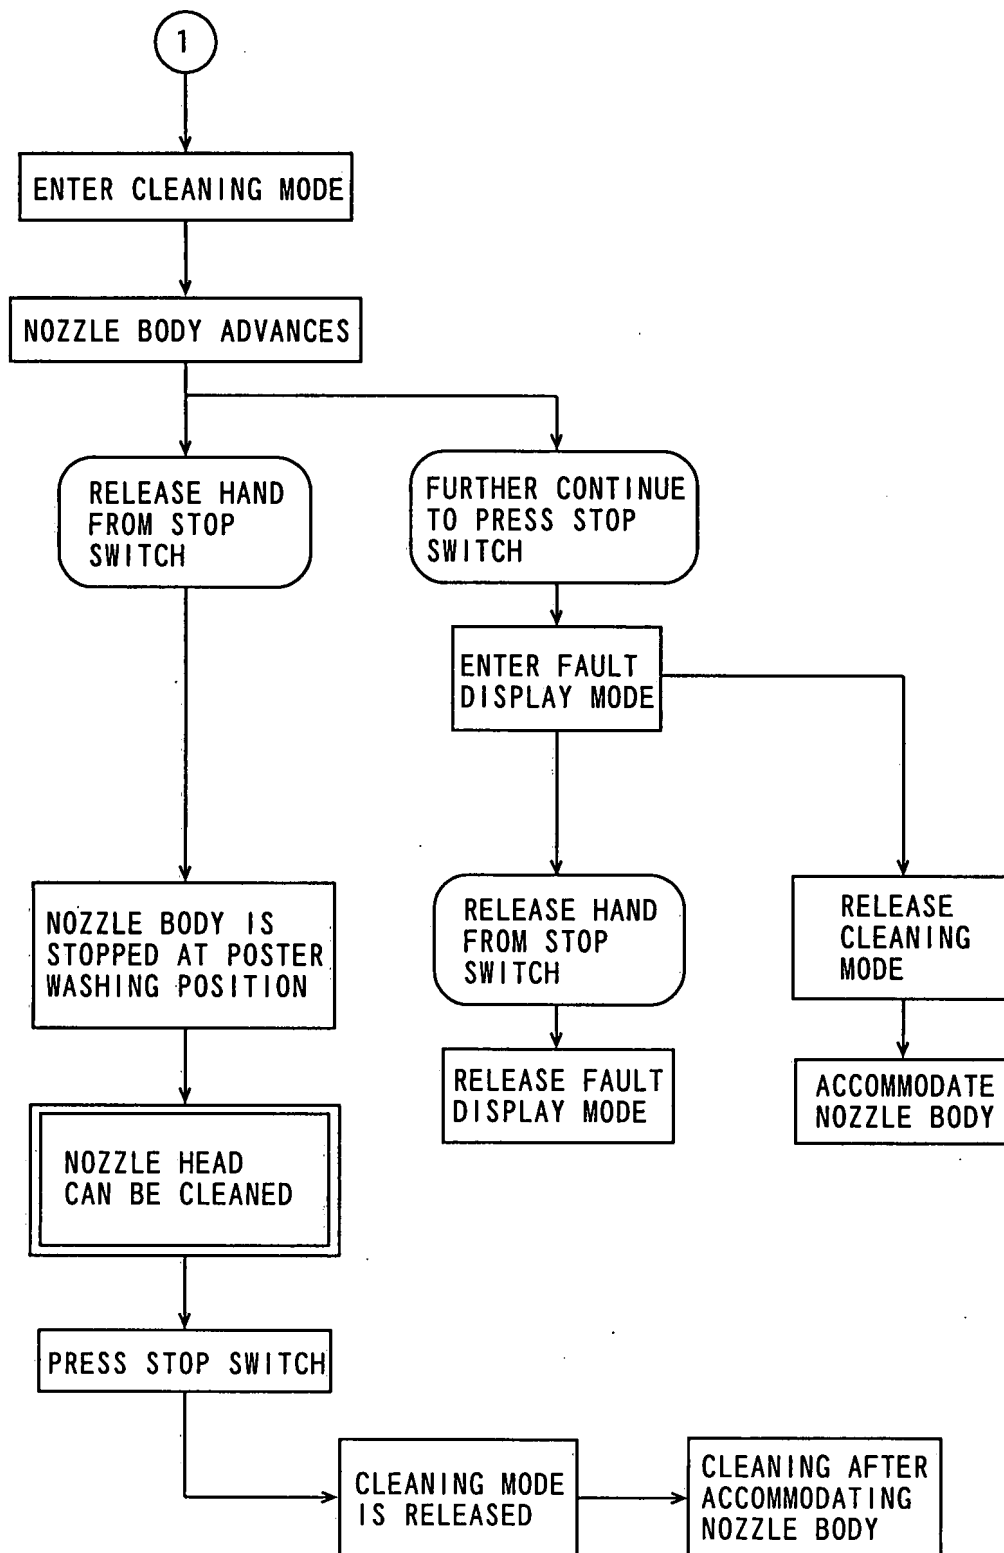 1
ENTER CLEANING MODE
NOZZLE BODY ADVANCES
RELEASE HAND
FROM STOP
SWITCH
FURTHER CONTINUE
TO PRESS STOP
SWITCH
ENTER FAULT
DISPLAY MODE
NOZZLE BODY IS
STOPPED AT POSTER
WASHING POSITION
RELEASE HAND
FROM STOP
SWITCH
RELEASE
CLEANING
MODE
RELEASE FAULT
DISPLAY MODE
ACCOMMODATE
NOZZLE BODY
NOZZLE HEAD
CAN BE CLEANED
PRESS STOP SWITCH
CLEANING MODE
IS RELEASED
CLEANING AFTER
ACCOMMODATING
NOZZLE BODY